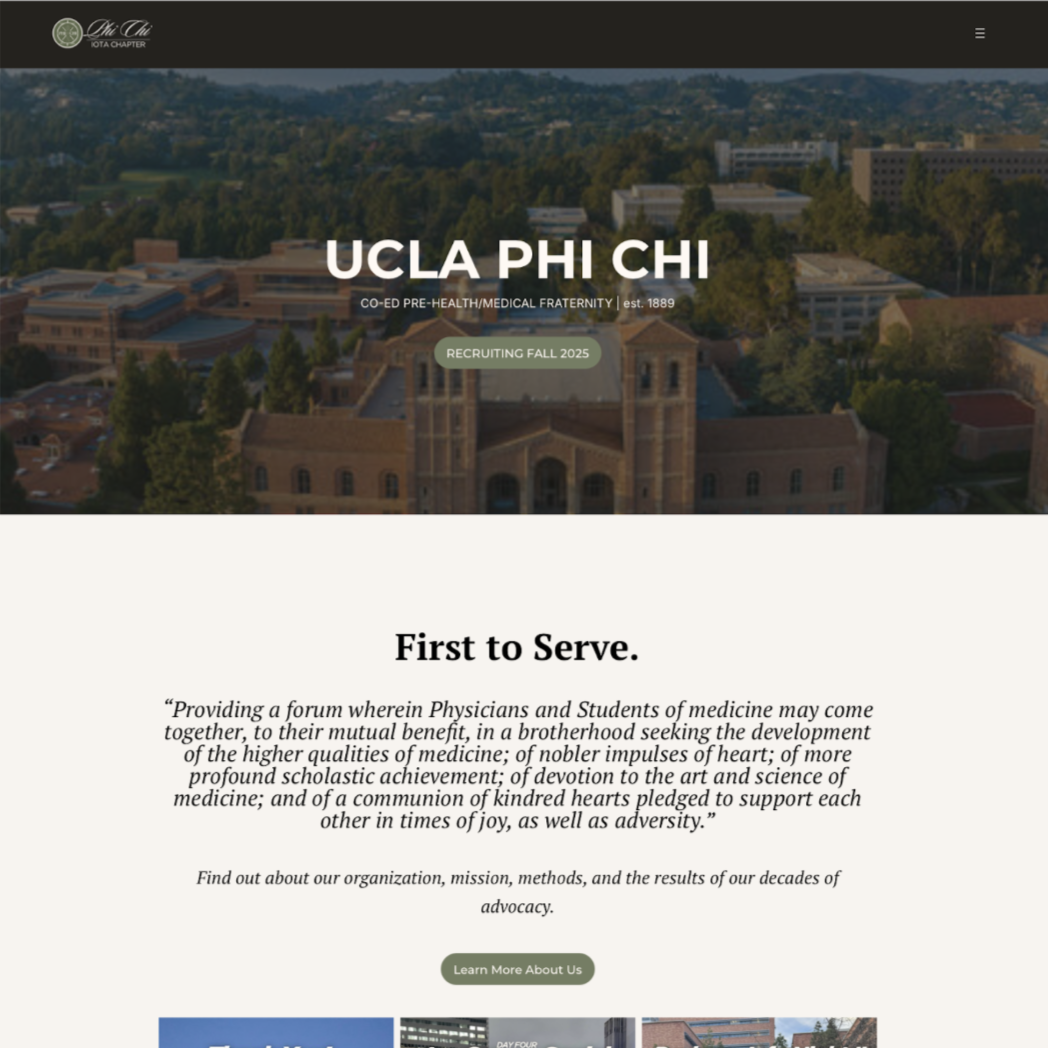 Phi Chi
IOTA CHAPTER
UCLA PHI CHI
CO-ED PRE-HEALTH/MEDICAL FRATERNITY | est. 1889
RECRUITING FALL 2025
First to Serve.
“Providing a forum wherein Physicians and Students of medicine may come
together, to their mutual benefit, in a brotherhood seeking the development
of the higher qualities of medicine; of nobler impulses of heart; of more
profound scholastic achievement; of devotion to the art and science of
medicine; and of a communion of kindred hearts pledged to support each
other in times of joy, as well as adversity.”
Find out about our organization, mission, methods, and the results of our decades of
advocacy.
Learn More About Us
DAY FOUR